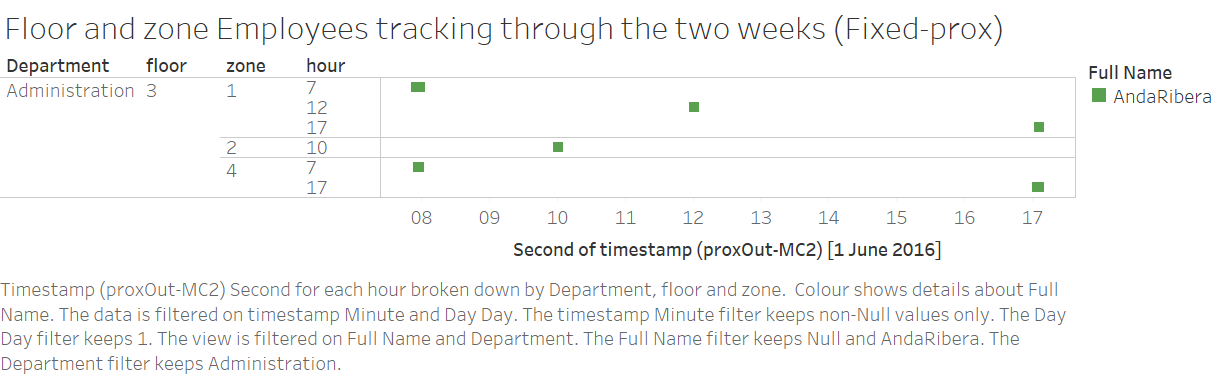 Floor and zone Employees tracking through the two weeks (Fixed-prox)
Department floor zone hour
Full Name
AndaRibera
Administration 3 1 7
12
17
2 10
4 7
17
08 09 10 11 12 13 14 15 16 17
Second of timestamp (proxOut-MC2) [1 June 2016]
Timestamp (proxOut-MC2) Second for each hour broken down by Department, floor and zone.  Colour shows details about Full
Name. The data is filtered on timestamp Minute and Day Day. The timestamp Minute filter keeps non-Null values only. The Day
Day filter keeps 1. The view is filtered on Full Name and Department. The Full Name filter keeps Null and AndaRibera. The
Department filter keeps Administration.